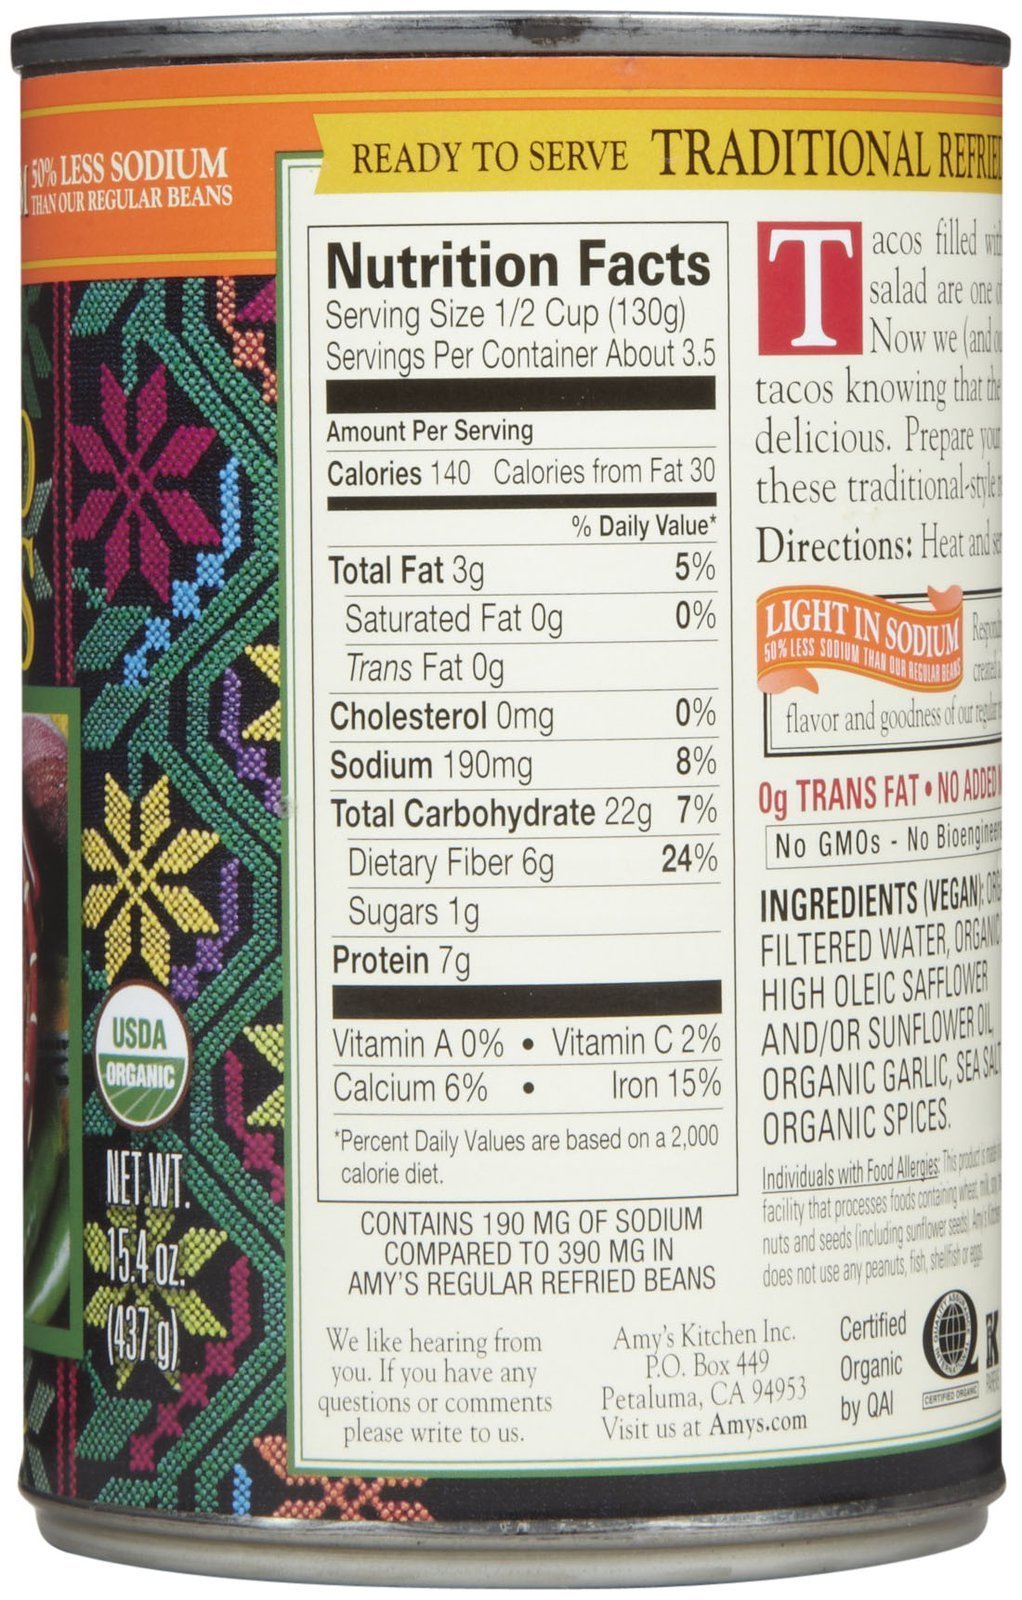 50% LESS SODIUM
THAN OUR REGULAR BEANS
READY TO SERVE TRADITIONAL
Nutrition Facts
Serving Size 1/2 Cup (130g)
Servings Per Container About 3.5
Amount Per Serving
Calories 140 Calories from Fat 30
% Daily Value*
Total Fat 3g 5%
Saturated Fat 0g 0%
Trans Fat 0g
Cholesterol 0mg 0%
Sodium 190mg 8%
Total Carbohydrate 22g 7%
Dietary Fiber 6g 24%
Sugars 1g
Protein 7g
Vitamin A 0% • Vitamin C 2%
Calcium 6% • Iron 15%
*Percent Daily Values are based on a 2,000
calorie diet.
CONTAINS 190 MG OF SODIUM
COMPARED TO 390 MG IN
AMY'S REGULAR REFRIED BEANS
We like hearing from
you. If you have any
questions or comments
please write to us.
Amy's Kitchen Inc.
P.O. Box 449
Petaluma, CA 94953
Visit us at Amys.com
Certified
Organic
by QAI
CERTIFIED ORGANIC
Tacos filled
salad are one
Now we (and
tacos knowing that the
delicious. Prepare
these traditional-style
Directions: Heat and
LIGHT IN SODIUM
50% LESS SODIUM THAN OUR REGULAR BEANS
flavor and goodness of our
0g TRANS FAT • NO ADDED
No GMOs - No
INGREDIENTS (VEGAN):
FILTERED WATER,
HIGH OLEIC SAFFLOWER
AND/OR SUNFLOWER OIL,
ORGANIC GARLIC, SEA SALT
ORGANIC SPICES.
Individuals with Food Allergies: This product is
facility that processes foods containing wheat, milk,
nuts and seeds (including sunflower seeds). Amy's
does not use any peanuts, fish, shellfish or eggs.
USDA
ORGANIC
NET WT.
15.4 oz.
(437 g)